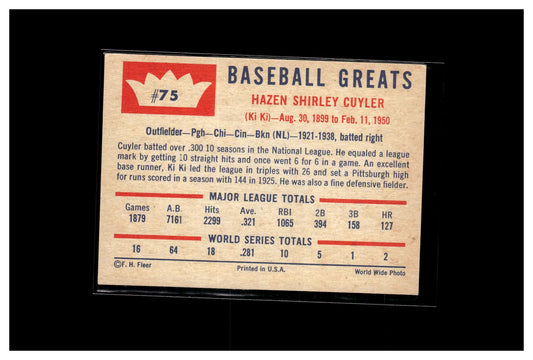 #75
BASEBALL GREATS
HAZEN SHIRLEY CUYLER
(Ki Ki)—Aug. 30, 1899 to Feb. 11, 1950
Outfielder—Pgh—Chi—Cin—Bkn (NL)—1921-1938, batted right
Cuyler batted over .300 10 seasons in the National League. He equaled a league
mark by getting 10 straight hits and once went 6 for 6 in a game. An excellent
base runner, Ki Ki led the league in triples with 26 and set a Pittsburgh high
for runs scored in a season with 144 in 1925. He was also a fine defensive fielder.
MAJOR LEAGUE TOTALS
Games A.B. Hits Ave. RBI 2B 3B HR
1879 7161 2299 .321 1065 394 158 127
WORLD SERIES TOTALS
16 64 18 .281 10 5 1 2
©F. H. Fleer Printed in U.S.A. World Wide Photo